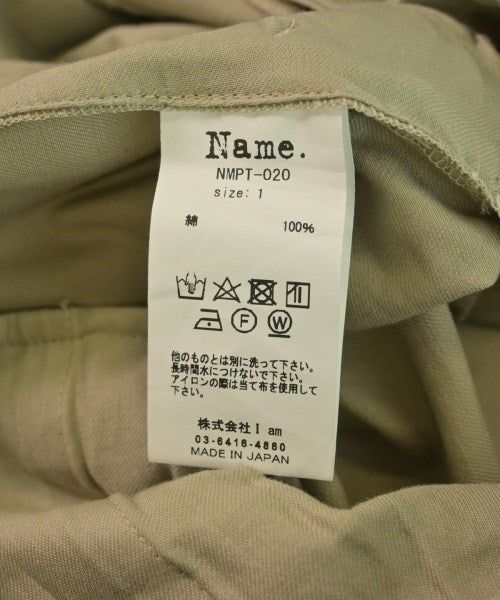 Name.
NMPT-020
size: 1
綿 100%
F W
他のものとは別に洗って下さい。
長時間水につけないで下さい。
アイロンの際は当て布を使用して
下さい。
株式会社I am
03-6416-4860
MADE IN JAPAN